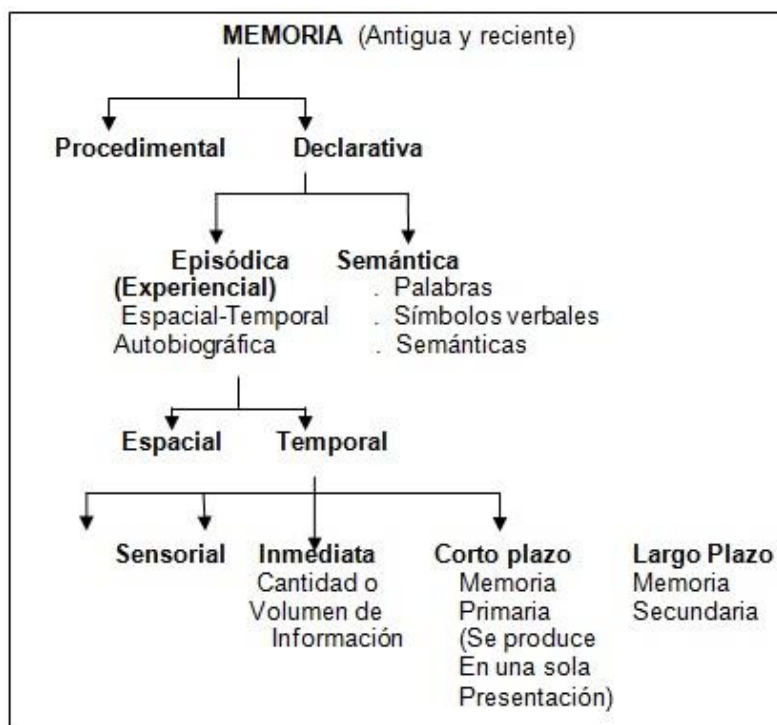 MEMORIA (Antigua y reciente)
Procedimental Declarativa
Episódica Semántica
(Experiencial) . Palabras
Espacial-Temporal . Símbolos verbales
Autobiográfica . Semánticas
Espacial Temporal
Sensorial Inmediata Corto plazo Largo Plazo
Cantidad o Memoria Memoria
Volumen de Primaria Secundaria
Información (Se produce
En una sola
Presentación)